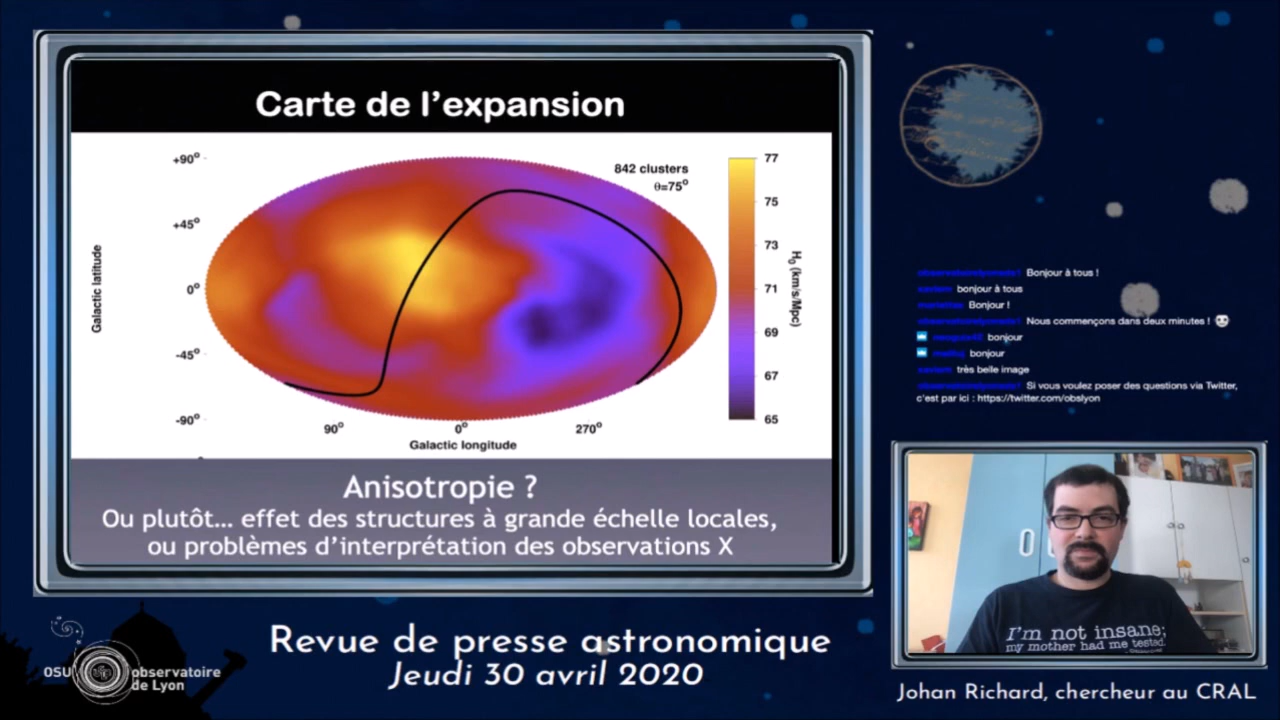 Carte de l'expansion
+90°
+45°
0°
-45°
-90°
Galactic latitude
842 clusters
θ=75°
90°
0°
270°
Galactic longitude
77
75
73
71
69
67
65
H₀ (km/s/Mpc)
Anisotropie ?
Ou plutôt... effet des structures à grande échelle locales,
ou problèmes d'interprétation des observations X
Bonjour à tous !
bonjour à tous
Bonjour !
Nous commençons dans deux minutes !
bonjour
bonjour
très belle image
Si vous voulez poser des questions via Twitter,
c'est par ici : https://twitter.com/obslyon
I'm not insane;
my mother had me tested.
OSU
observatoire
de Lyon
Revue de presse astronomique
Jeudi 30 avril 2020
Johan Richard, chercheur au CRAL